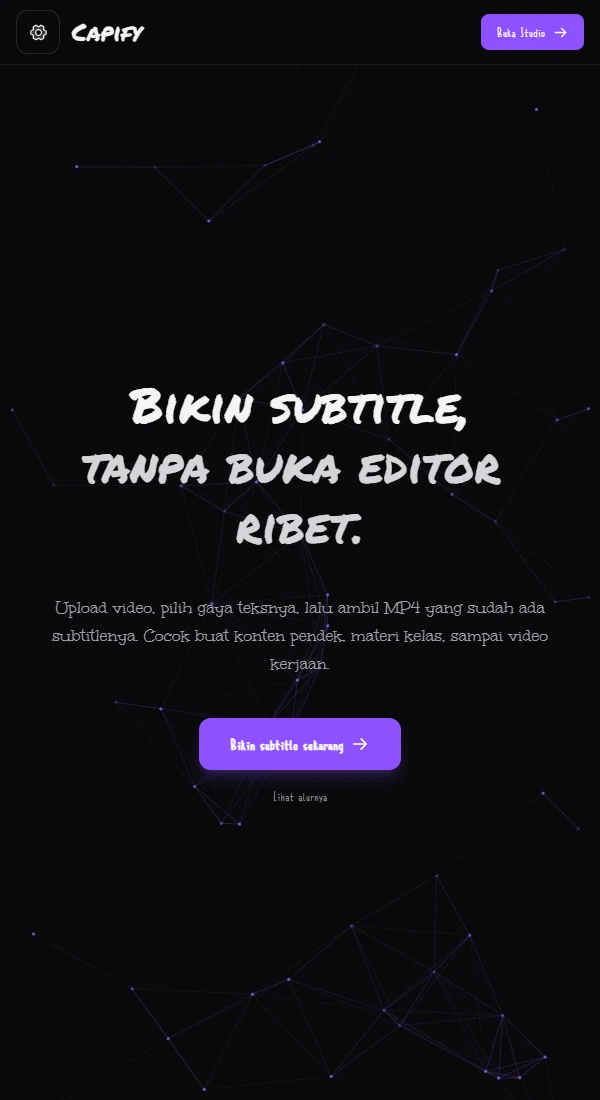 Capify
Buka Studio
Bikin subtitle,
tanpa buka editor
ribet.
Upload video, pilih gaya teksnya, lalu ambil MP4 yang sudah ada
subtitlenya. Cocok buat konten pendek, materi kelas, sampai video
kerjaan.
Bikin subtitle sekarang
Lihat alurnya